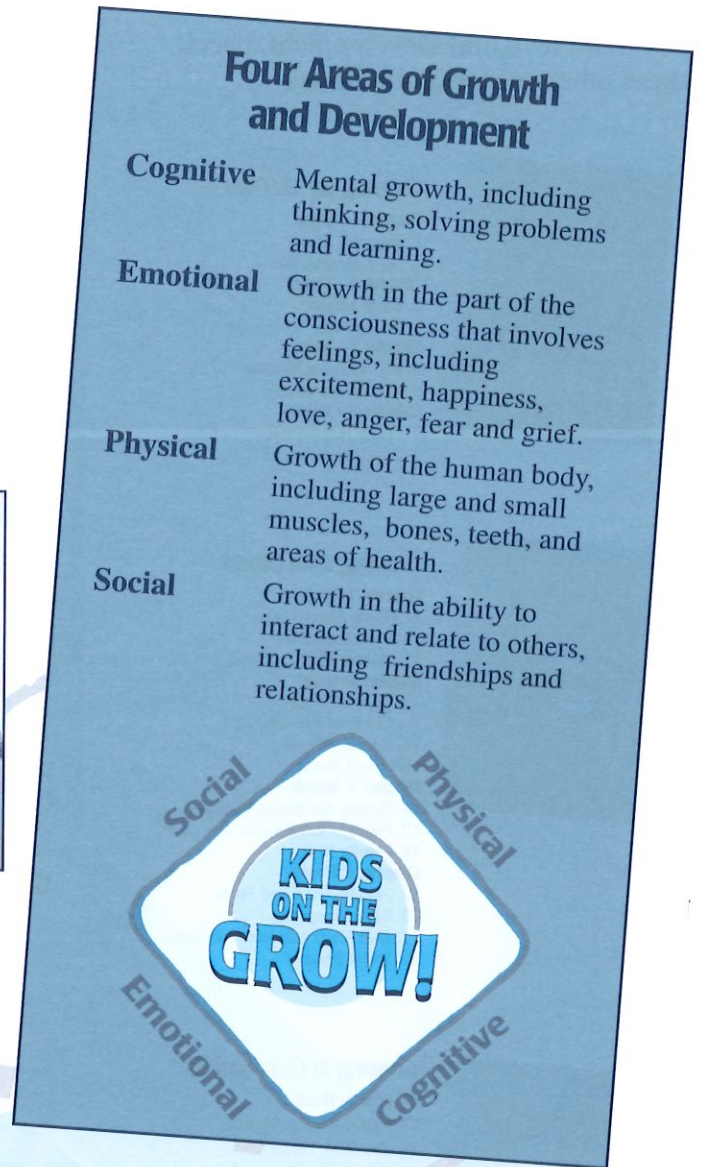 Four Areas of Growth
and Development
Cognitive Mental growth, including
thinking, solving problems
and learning.
Emotional Growth in the part of the
consciousness that involves
feelings, including
excitement, happiness,
love, anger, fear and grief.
Physical Growth of the human body,
including large and small
muscles, bones, teeth, and
areas of health.
Social Growth in the ability to
interact and relate to others,
including friendships and
relationships.
Social
Physical
KIDS
ON THE
GROW!
Emotional
Cognitive